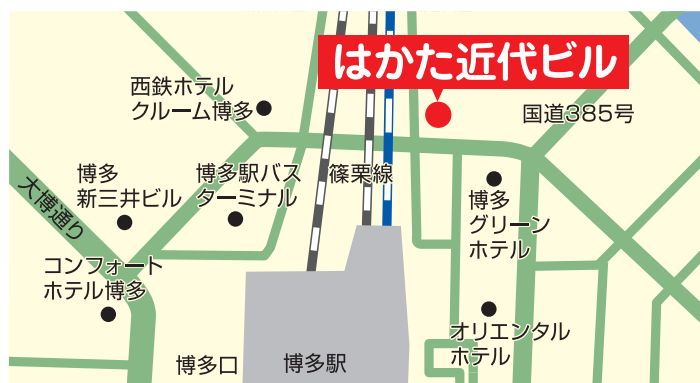 はかた近代ビル
西鉄ホテル
クルーム博多
国道385号
博多
新三井ビル
博多駅バス
ターミナル
篠栗線
大博通り
博多
グリーン
ホテル
コンフォート
ホテル博多
オリエンタル
ホテル
博多口
博多駅